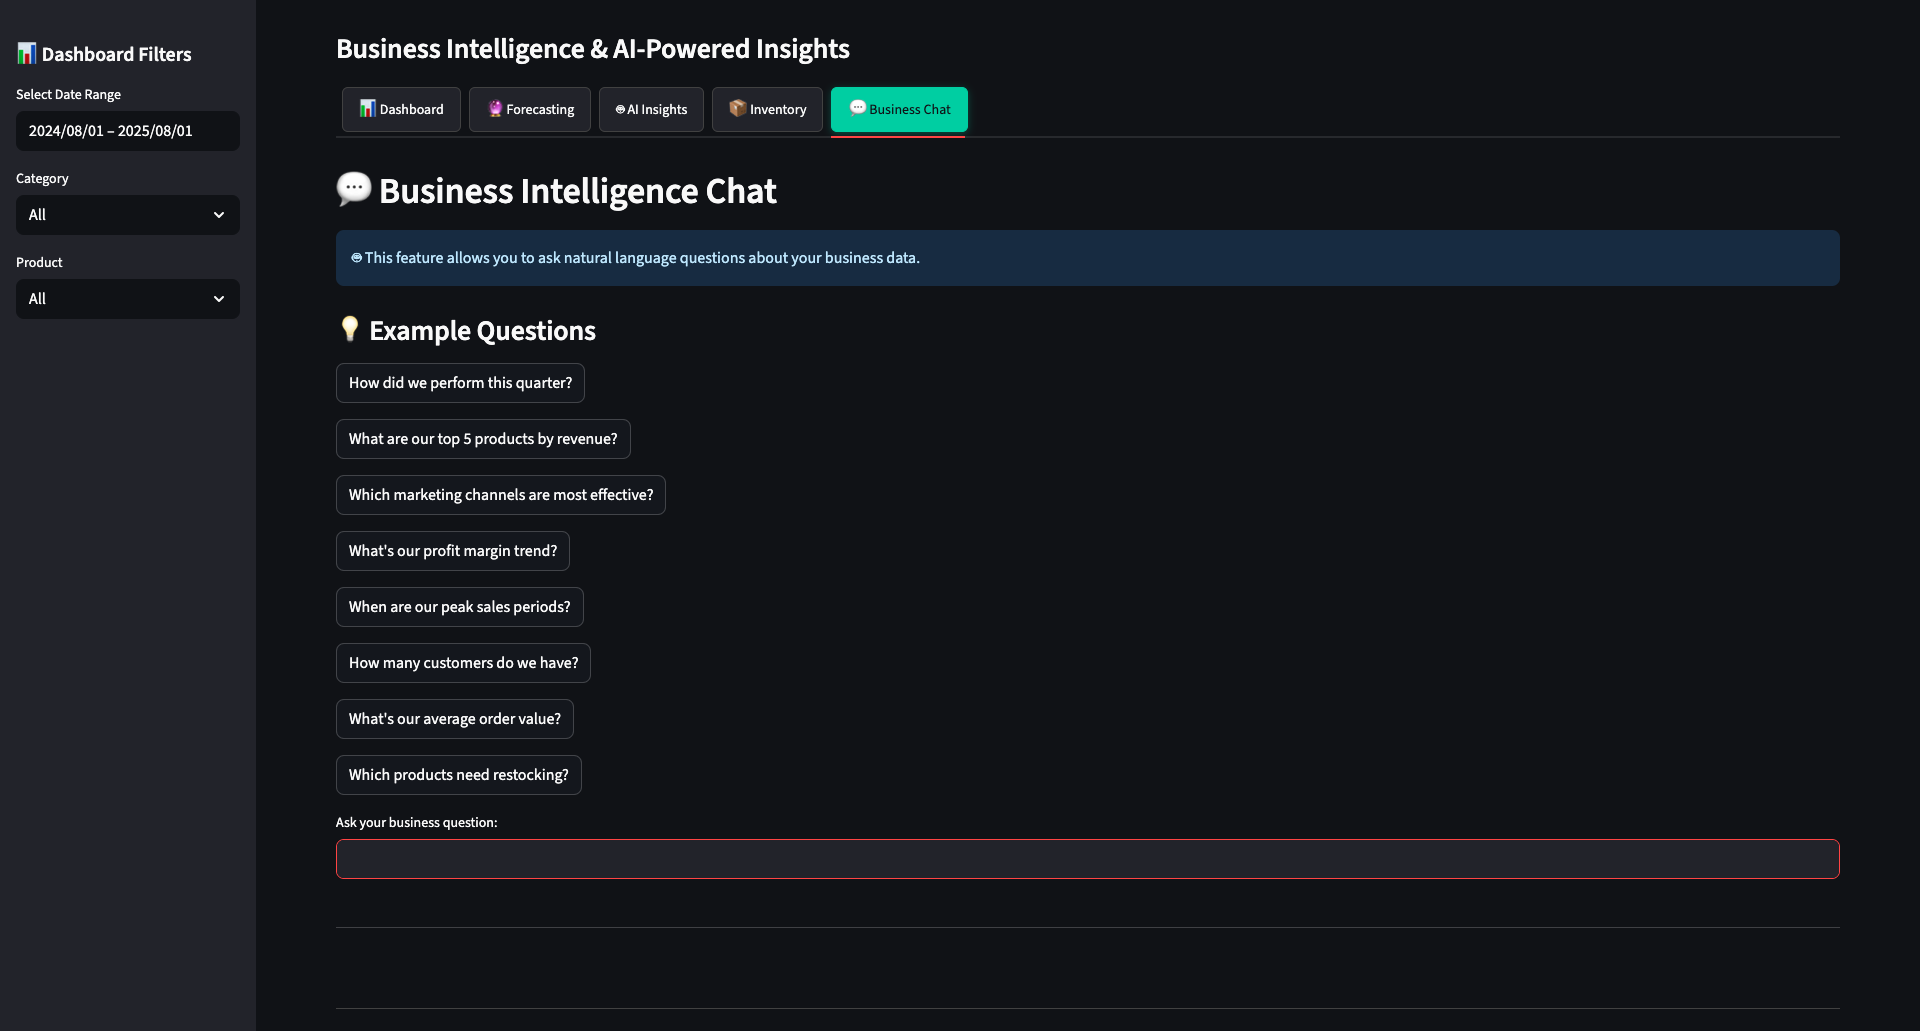 📊 Dashboard Filters
Select Date Range
2024/08/01 – 2025/08/01
Category
All
Product
All
Business Intelligence & AI-Powered Insights
📊 Dashboard
🔮 Forecasting
🤖 AI Insights
📦 Inventory
💬 Business Chat
💬 Business Intelligence Chat
🤖 This feature allows you to ask natural language questions about your business data.
💡 Example Questions
How did we perform this quarter?
What are our top 5 products by revenue?
Which marketing channels are most effective?
What's our profit margin trend?
When are our peak sales periods?
How many customers do we have?
What's our average order value?
Which products need restocking?
Ask your business question: